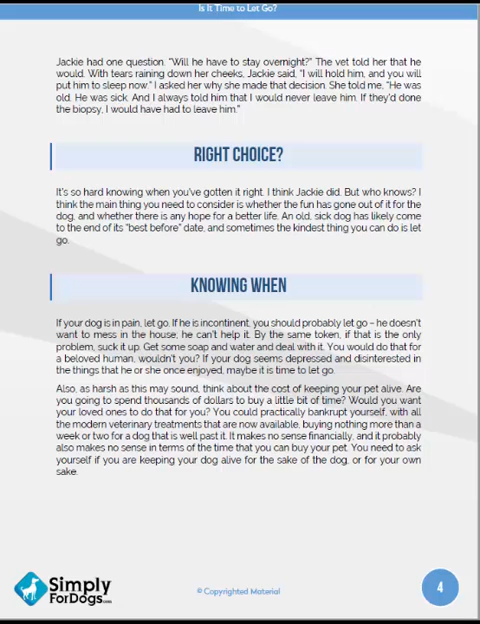 Is It Time to Let Go?
Jackie had one question. "Will he have to stay overnight?" The vet told her that he
would. With tears raining down her cheeks, Jackie said, "I will hold him, and you will
put him to sleep now." I asked her why she made that decision. She told me, "He was
old. He was sick. And I always told him that I would never leave him. If they'd done
the biopsy, I would have had to leave him."
RIGHT CHOICE?
It's so hard knowing when you've gotten it right. I think Jackie did. But who knows? I
think the main thing you need to consider is whether the fun has gone out of it for the
dog, and whether there is any hope for a better life. An old, sick dog has likely come
to the end of its "best before" date, and sometimes the kindest thing you can do is let
go.
KNOWING WHEN
If your dog is in pain, let go. If he is incontinent, you should probably let go – he doesn't
want to mess in the house; he can't help it. By the same token, if that is the only
problem, suck it up. Get some soap and water and deal with it. You would do that for
a beloved human, wouldn't you? If your dog seems depressed and disinterested in
the things that he or she once enjoyed, maybe it is time to let go.
Also, as harsh as this may sound, think about the cost of keeping your pet alive. Are
you going to spend thousands of dollars to buy a little bit of time? Would you want
your loved ones to do that for you? You could practically bankrupt yourself, with all
the modern veterinary treatments that are now available, buying nothing more than a
week or two for a dog that is well past it. It makes no sense financially, and it probably
also makes no sense in terms of the time that you can buy your pet. You need to ask
yourself if you are keeping your dog alive for the sake of the dog, or for your own
sake.
Simply
ForDogs.com
© Copyrighted Material
4